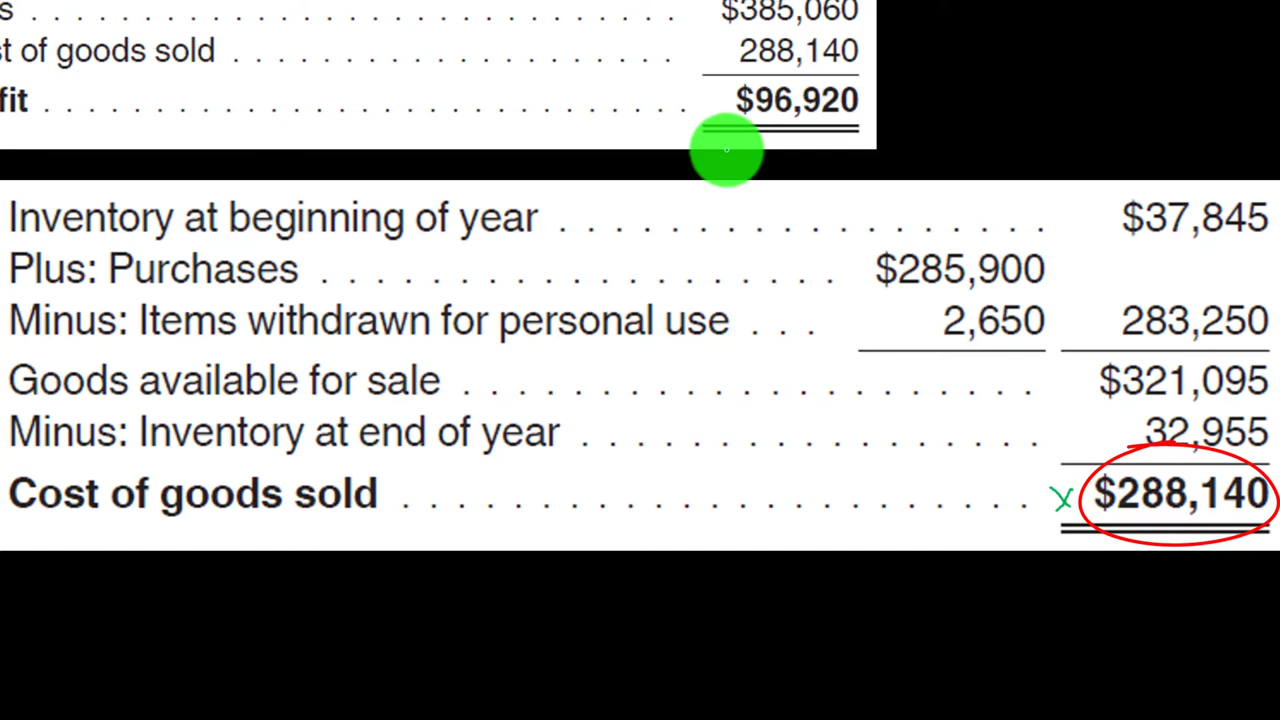 s . . . . . . . . . . . . . . . . . . . . . . . . . . . . $385,060
st of goods sold . . . . . . . . . . . . . . . . . . . . 288,140
fit . . . . . . . . . . . . . . . . . . . . . . . . . . . . $96,920
Inventory at beginning of year . . . . . . . . . . . . . . . . . . $37,845
Plus: Purchases . . . . . . . . . . . . . . . . . . . $285,900
Minus: Items withdrawn for personal use . . . 2,650 283,250
Goods available for sale . . . . . . . . . . . . . . . . . . . . . $321,095
Minus: Inventory at end of year . . . . . . . . . . . . . . . . . 32,955
Cost of goods sold . . . . . . . . . . . . . . . . . . . . . . . x $288,140